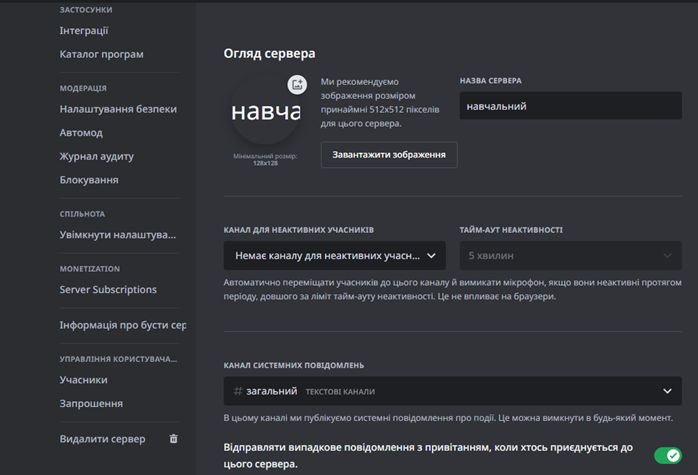 ЗАСТОСУНКИ
Інтеграції
Каталог програм
МОДЕРАЦІЯ
Налаштування безпеки
Автомод
Журнал аудиту
Блокування
СПІЛЬНОТА
Увімкнути налаштува...
MONETIZATION
Server Subscriptions
Інформація про бусти сер
УПРАВЛІННЯ КОРИСТУВАЧА...
Учасники
Запрошення
Видалити сервер
Огляд сервера
навча
Мінімальний розмір:
128x128
Ми рекомендуємо
зображення розміром
принаймні 512x512 пікселів
для цього сервера.
Завантажити зображення
НАЗВА СЕРВЕРА
навчальний
КАНАЛ ДЛЯ НЕАКТИВНИХ УЧАСНИКІВ
Немає каналу для неактивних учасн...
ТАЙМ-АУТ НЕАКТИВНОСТІ
5 хвилин
Автоматично переміщати учасників до цього каналу й вимикати мікрофон, якщо вони неактивні протягом
періоду, довшого за ліміт тайм-ауту неактивності. Це не впливає на браузери.
КАНАЛ СИСТЕМНИХ ПОВІДОМЛЕНЬ
# загальний ТЕКСТОВІ КАНАЛИ
В цьому каналі ми публікуємо системні повідомлення про події. Це можна вимкнути в будь-який момент.
Відправляти випадкове повідомлення з привітанням, коли хтось приєднується до
цього сервера.